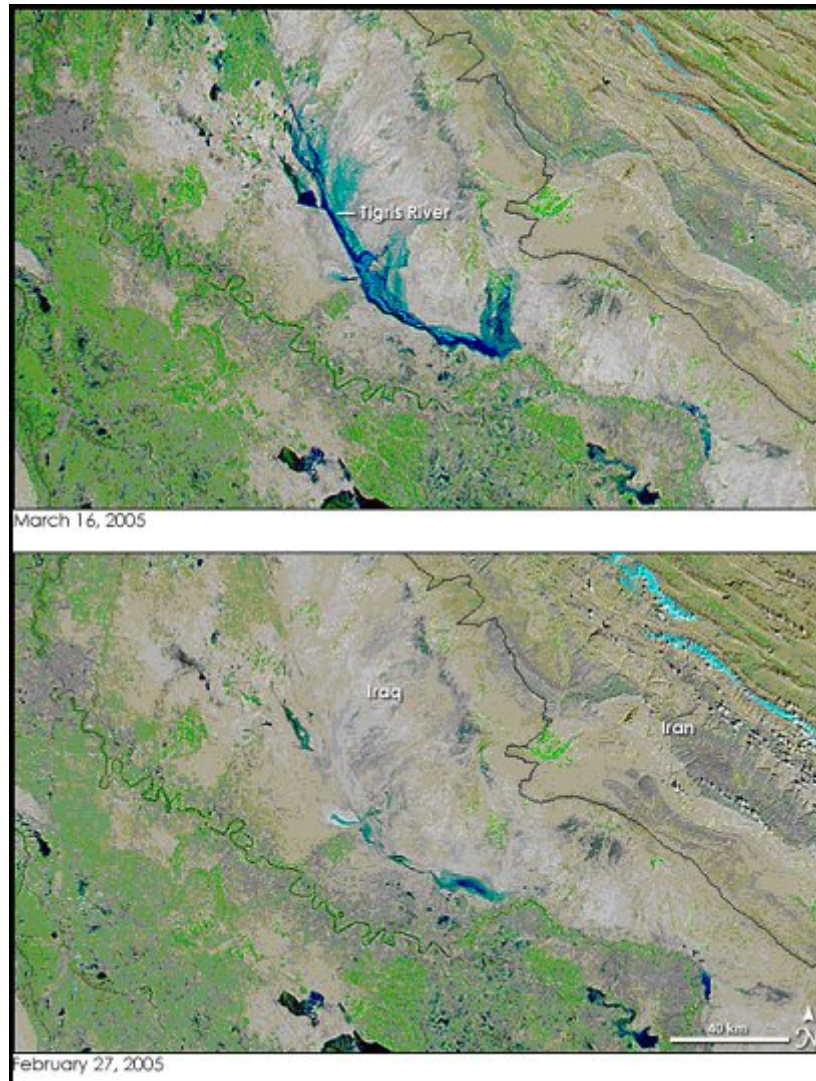 Tigris River
March 16, 2005
Iraq
Iran
40 km
N
February 27, 2005